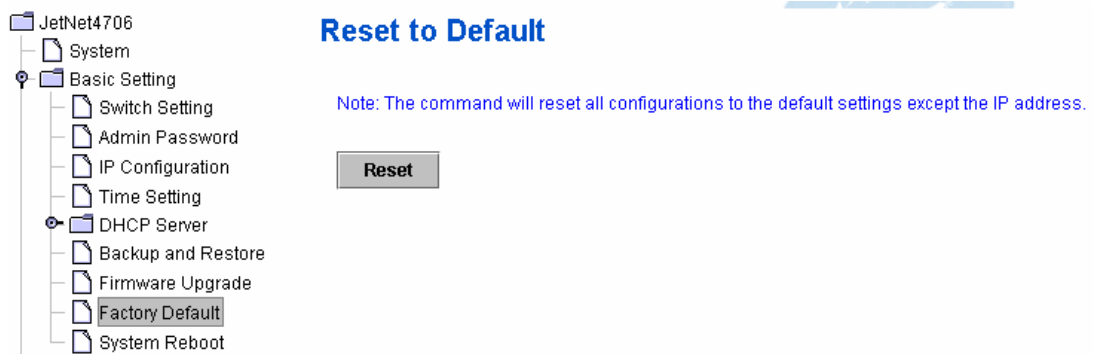 JetNet4706
System
Basic Setting
Switch Setting
Admin Password
IP Configuration
Time Setting
DHCP Server
Backup and Restore
Firmware Upgrade
Factory Default
System Reboot
Reset to Default
Note: The command will reset all configurations to the default settings except the IP address.
Reset